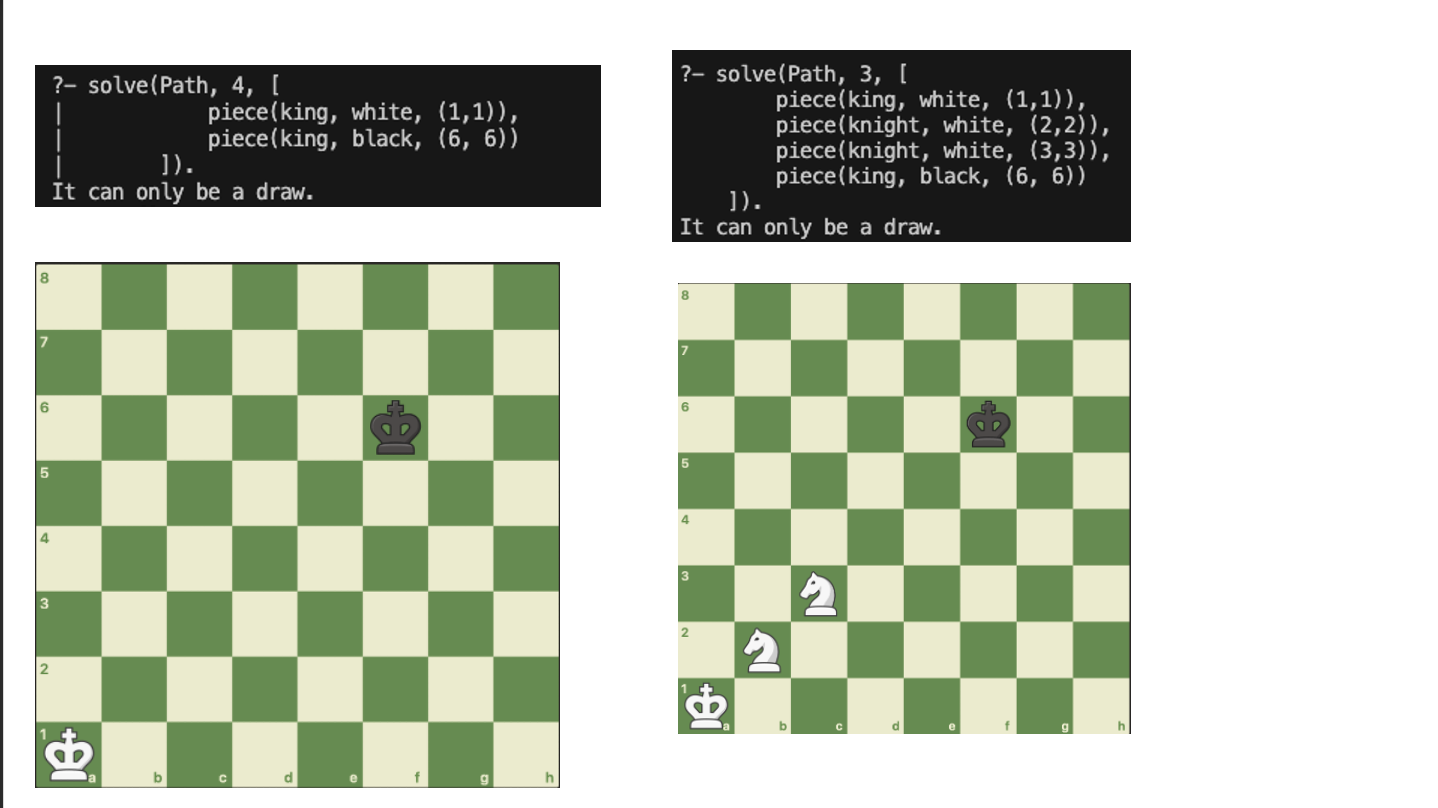 ?- solve(Path, 4, [
|           piece(king, white, (1,1)),
|           piece(king, black, (6, 6))
|       ]).
It can only be a draw.
8
7
6
5
4
3
2
1
a b c d e f g h
?- solve(Path, 3, [
        piece(king, white, (1,1)),
        piece(knight, white, (2,2)),
        piece(knight, white, (3,3)),
        piece(king, black, (6, 6))
    ]).
It can only be a draw.
8
7
6
5
4
3
2
1
a b c d e f g h